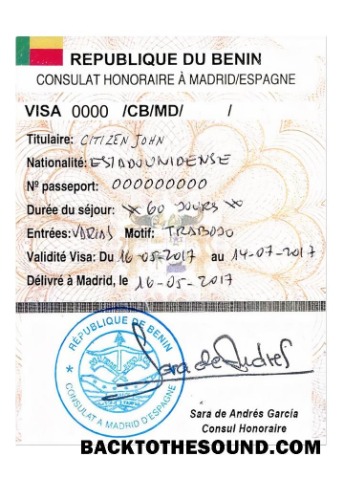 REPUBLIQUE DU BENIN
CONSULAT HONORAIRE À MADRID/ESPAGNE
VISA 0000 /CB/MD/ /
Titulaire: CITIZEN JOHN
Nationalité: ESTADOUNIDENSE
Nº passeport: 000000000
Durée du séjour: * 60 JOURS *
Entrées: VARIAS Motif: TRABAJO
Validité Visa: Du 16-05-2017 au 14-07-2017
Délivré à Madrid, le 16-05-2017
RÉPUBLIQUE DE BENIN
CONSULAT A MADRID D'ESPAGNE
Sara de Andrés
Sara de Andrés García
Consul Honoraire
BACKTOTHESOUND.COM